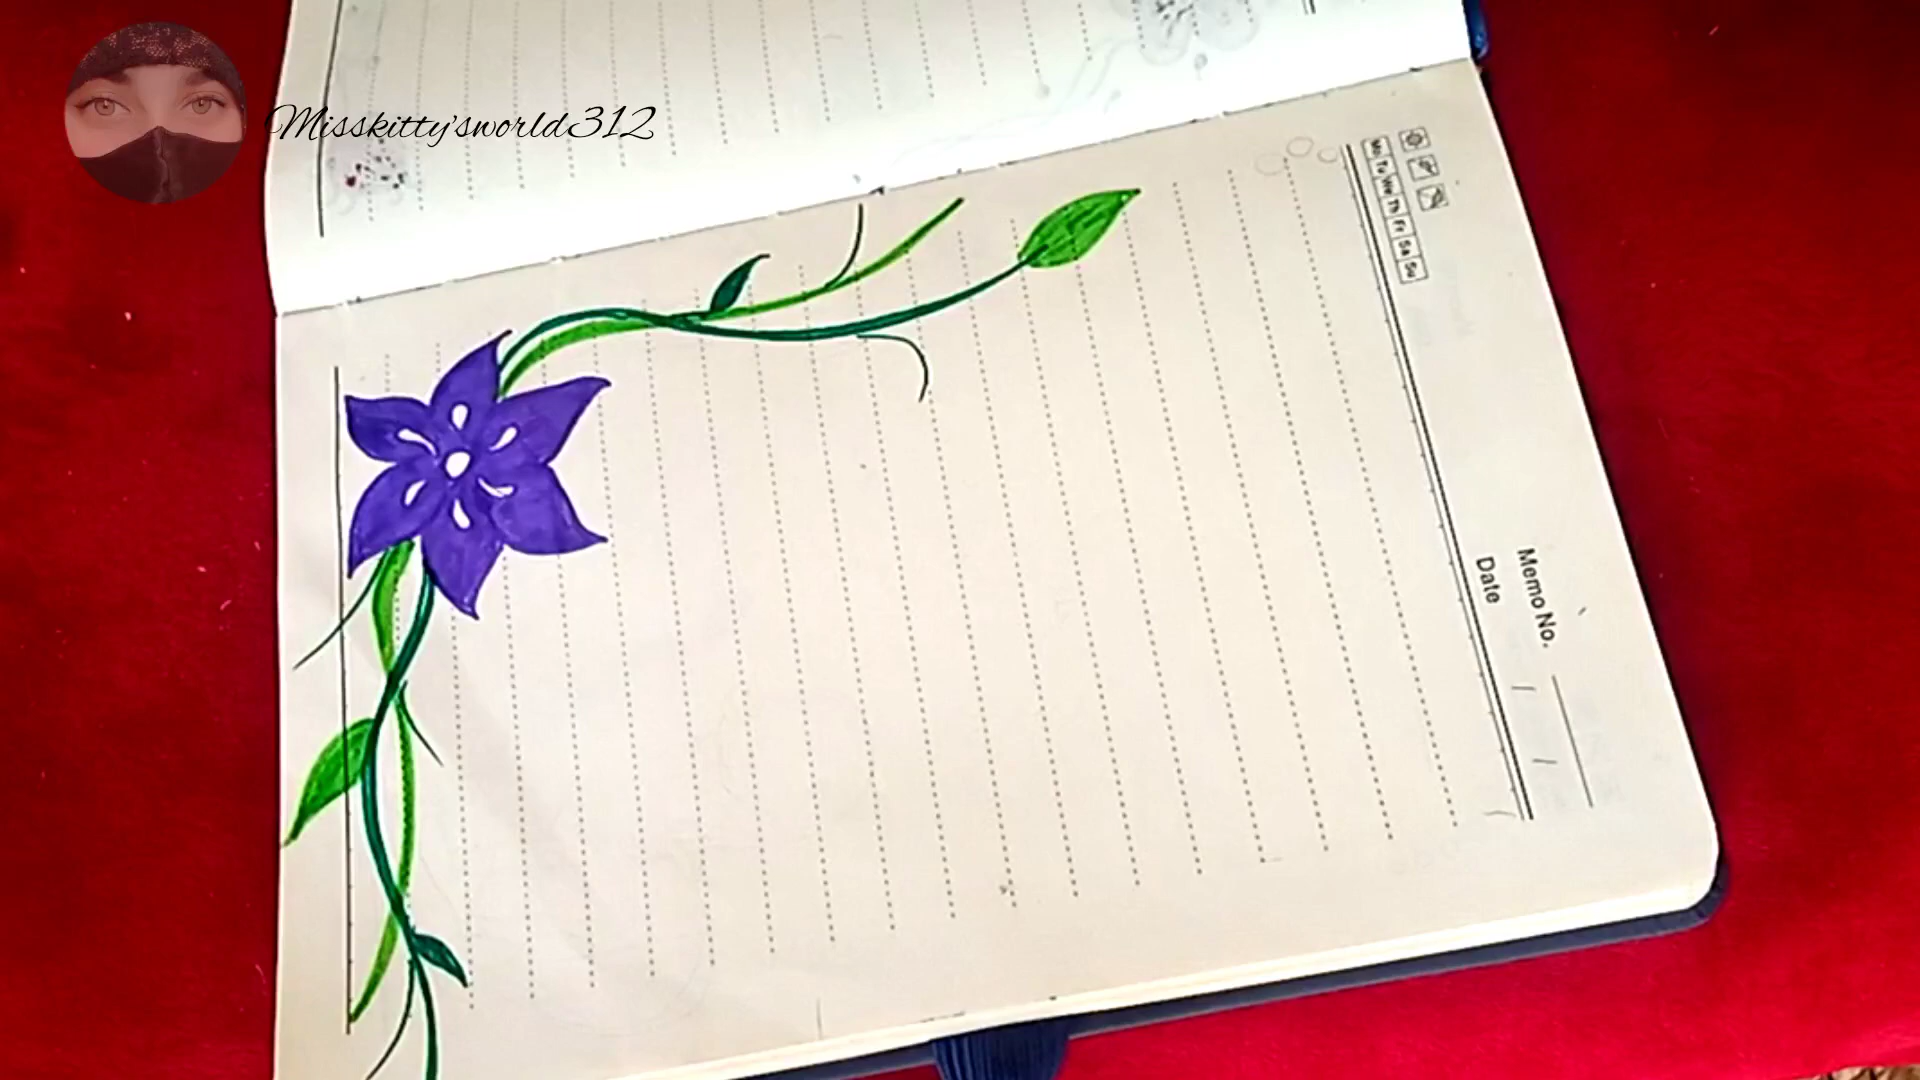 Misskitty'sworld312
Mo Tu We Th Fr Sa Su
Memo No.
Date / /